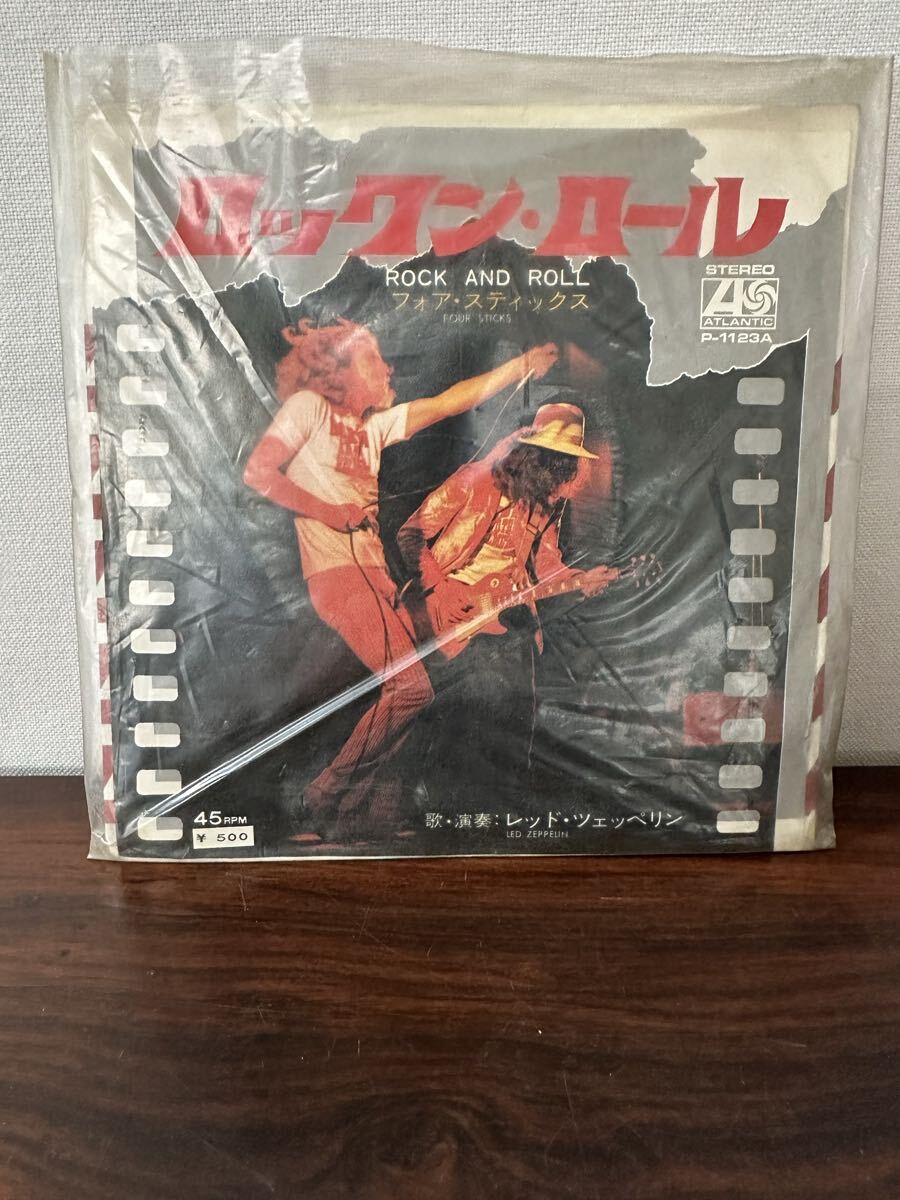 ロックン・ロール
ROCK AND ROLL
フォア・スティックス
FOUR STICKS
STEREO
ATLANTIC
P-1123A
45 RPM
¥ 500
歌・演奏:レッド・ツェッペリン
LED ZEPPELIN